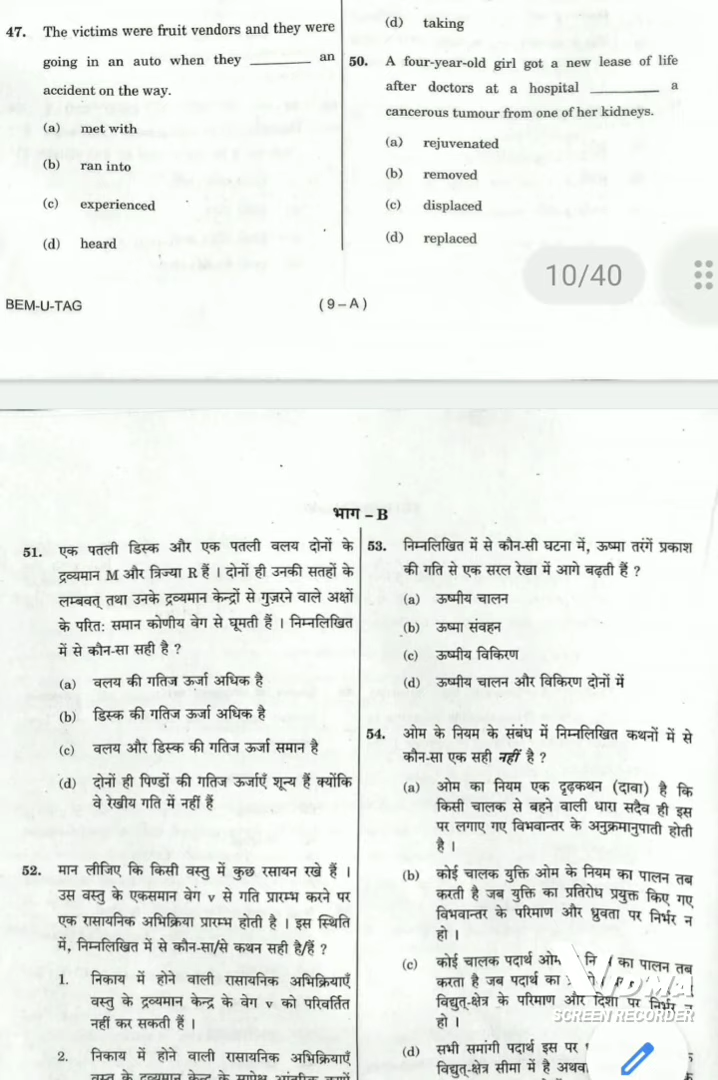 47. The victims were fruit vendors and they were
going in an auto when they ________ an
accident on the way.
(a) met with
(b) ran into
(c) experienced
(d) heard
(d) taking
50. A four-year-old girl got a new lease of life
after doctors at a hospital ________ a
cancerous tumour from one of her kidneys.
(a) rejuvenated
(b) removed
(c) displaced
(d) replaced
10/40
BEM-U-TAG
( 9 – A )
भाग – B
51. एक पतली डिस्क और एक पतली वलय दोनों के
द्रव्यमान M और त्रिज्या R हैं । दोनों ही उनकी सतहों के
लम्बवत् तथा उनके द्रव्यमान केन्द्रों से गुज़रने वाले अक्षों
के परितः समान कोणीय वेग से घूमती हैं । निम्नलिखित
में से कौन-सा सही है ?
(a) वलय की गतिज ऊर्जा अधिक है
(b) डिस्क की गतिज ऊर्जा अधिक है
(c) वलय और डिस्क की गतिज ऊर्जा समान है
(d) दोनों ही पिण्डों की गतिज ऊर्जाएँ शून्य हैं क्योंकि
वे रेखीय गति में नहीं हैं
52. मान लीजिए कि किसी वस्तु में कुछ रसायन रखे हैं ।
उस वस्तु के एकसमान वेग v से गति प्रारम्भ करने पर
एक रासायनिक अभिक्रिया प्रारम्भ होती है । इस स्थिति
में, निम्नलिखित में से कौन-सा/से कथन सही है/हैं ?
1. निकाय में होने वाली रासायनिक अभिक्रियाएँ
वस्तु के द्रव्यमान केन्द्र के वेग v को परिवर्तित
नहीं कर सकती हैं ।
2. निकाय में होने वाली रासायनिक अभिक्रियाएँ
वस्तु के द्रव्यमान केन्द्र के सापेक्ष
53. निम्नलिखित में से कौन-सी घटना में, ऊष्मा तरंगें प्रकाश
की गति से एक सरल रेखा में आगे बढ़ती हैं ?
(a) ऊष्मीय चालन
(b) ऊष्मा संवहन
(c) ऊष्मीय विकिरण
(d) ऊष्मीय चालन और विकिरण दोनों में
54. ओम के नियम के संबंध में निम्नलिखित कथनों में से
कौन-सा एक सही नहीं है ?
(a) ओम का नियम एक दृढ़कथन (दावा) है कि
किसी चालक से बहने वाली धारा सदैव ही इस
पर लगाए गए विभवान्तर के अनुक्रमानुपाती होती
है ।
(b) कोई चालक युक्ति ओम के नियम का पालन तब
करती है जब युक्ति का प्रतिरोध प्रयुक्त किए गए
विभवान्तर के परिमाण और ध्रुवता पर निर्भर न
हो ।
(c) कोई चालक पदार्थ ओम का पालन तब
करता है जब पदार्थ का
विद्युत-क्षेत्र के परिमाण और दिशा पर निर्भर न
हो ।
(d) सभी समांगी पदार्थ इस पर
विद्युत-क्षेत्र सीमा में है अथवा
VIDMA
SCREEN RECORDER